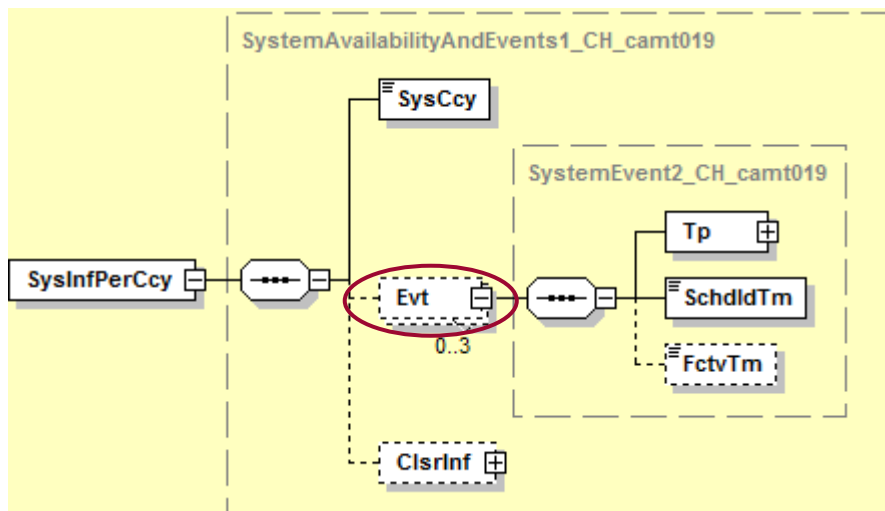 SystemAvailabilityAndEvents1_CH_camt019
SysCcy
SystemEvent2_CH_camt019
Tp
SysInfPerCcy
Evt
SchdldTm
0..3
FctvTm
ClsrInf